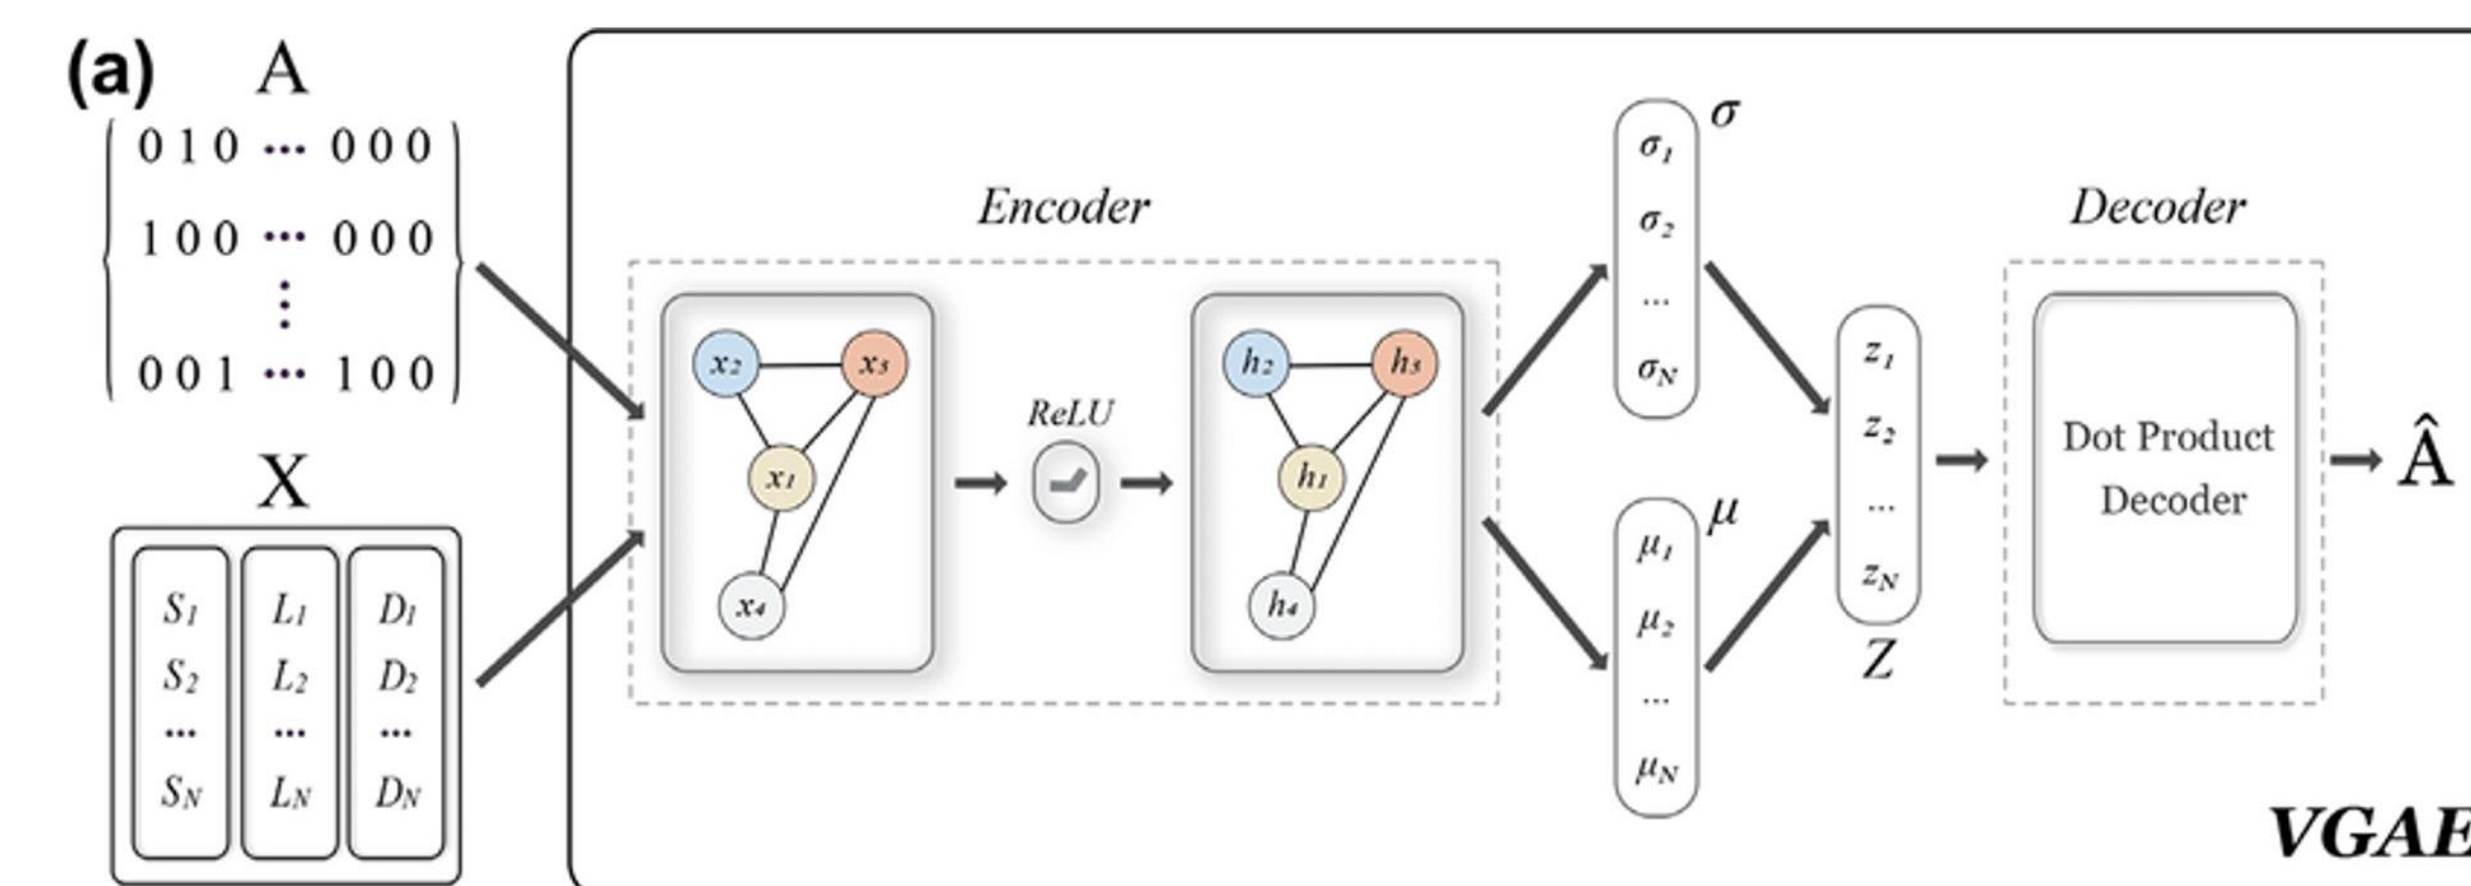 (a)
A
0 1 0 ... 0 0 0
1 0 0 ... 0 0 0
⋮
0 0 1 ... 1 0 0
X
S1 L1 D1
S2 L2 D2
... ... ...
SN LN DN
Encoder
x2 x3
x1
x4
ReLU
h2 h3
h1
h4
σ
σ1
σ2
...
σN
μ
μ1
μ2
...
μN
z1
z2
...
zN
Z
Decoder
Dot Product
Decoder
Â
VGAE